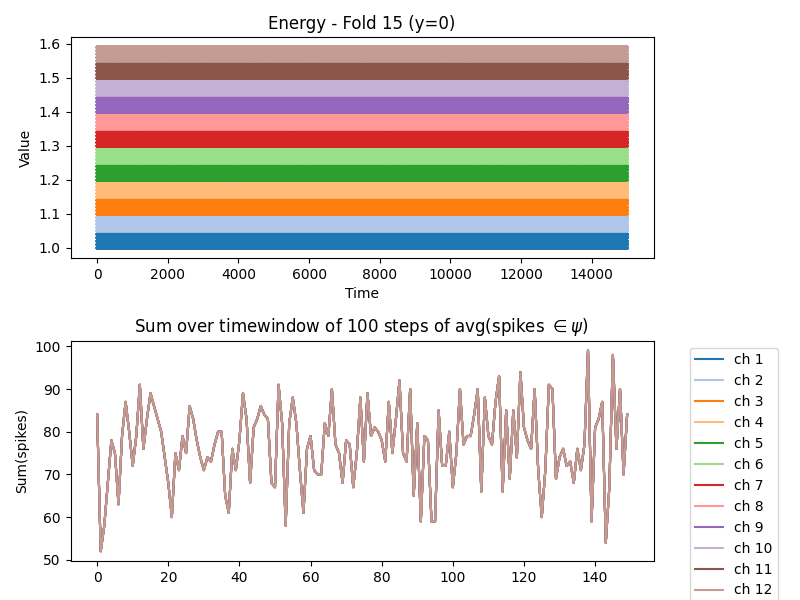 Energy - Fold 15 (y=0)
1.6
1.5
1.4
1.3
1.2
1.1
1.0
Value
0 2000 4000 6000 8000 10000 12000 14000
Time
Sum over timewindow of 100 steps of avg(spikes ∈ ψ)
100
90
80
70
60
50
Sum(spikes)
0 20 40 60 80 100 120 140
ch 1
ch 2
ch 3
ch 4
ch 5
ch 6
ch 7
ch 8
ch 9
ch 10
ch 11
ch 12